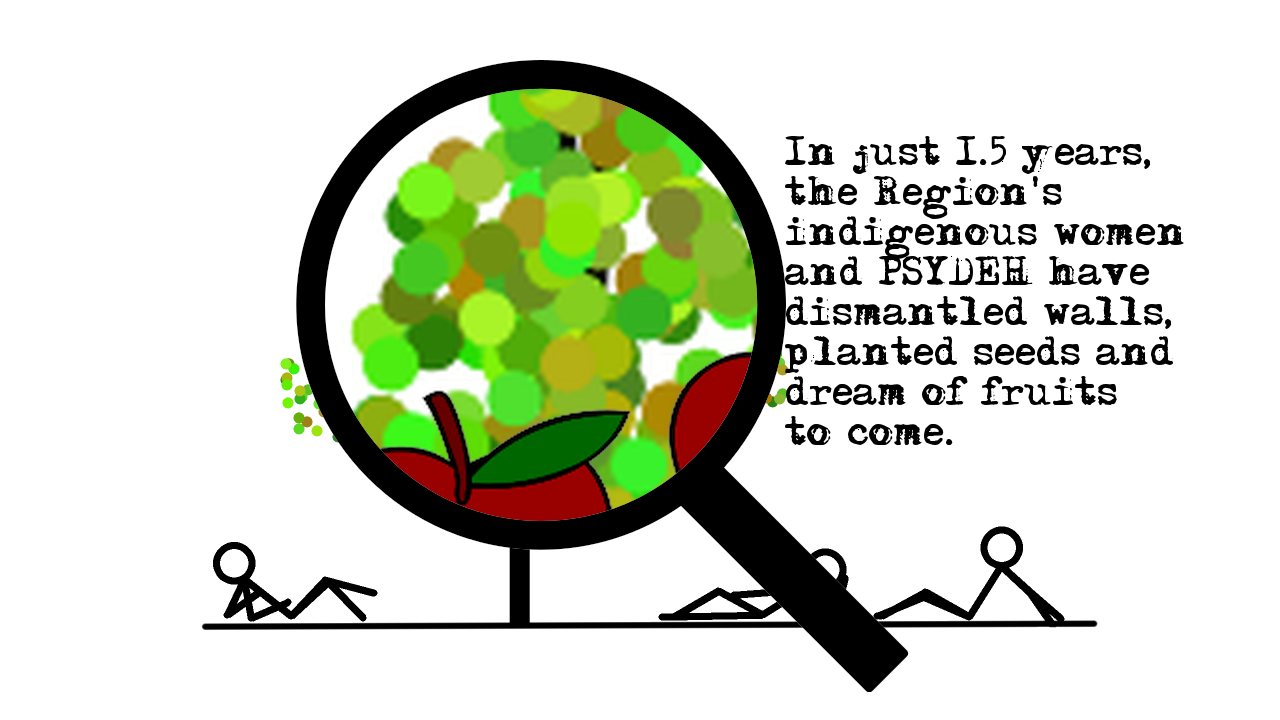 In just 1.5 years,
the Region's
indigenous women
and PSYDEH have
dismantled walls,
planted seeds and
dream of fruits
to come.